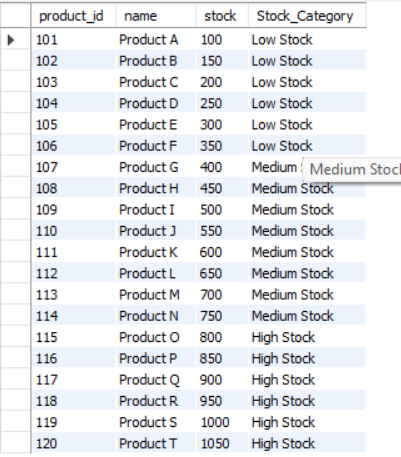 product_id name stock Stock_Category
101 Product A 100 Low Stock
102 Product B 150 Low Stock
103 Product C 200 Low Stock
104 Product D 250 Low Stock
105 Product E 300 Low Stock
106 Product F 350 Low Stock
107 Product G 400 Medium Medium Stock
108 Product H 450 Medium Stock
109 Product I 500 Medium Stock
110 Product J 550 Medium Stock
111 Product K 600 Medium Stock
112 Product L 650 Medium Stock
113 Product M 700 Medium Stock
114 Product N 750 Medium Stock
115 Product O 800 High Stock
116 Product P 850 High Stock
117 Product Q 900 High Stock
118 Product R 950 High Stock
119 Product S 1000 High Stock
120 Product T 1050 High Stock